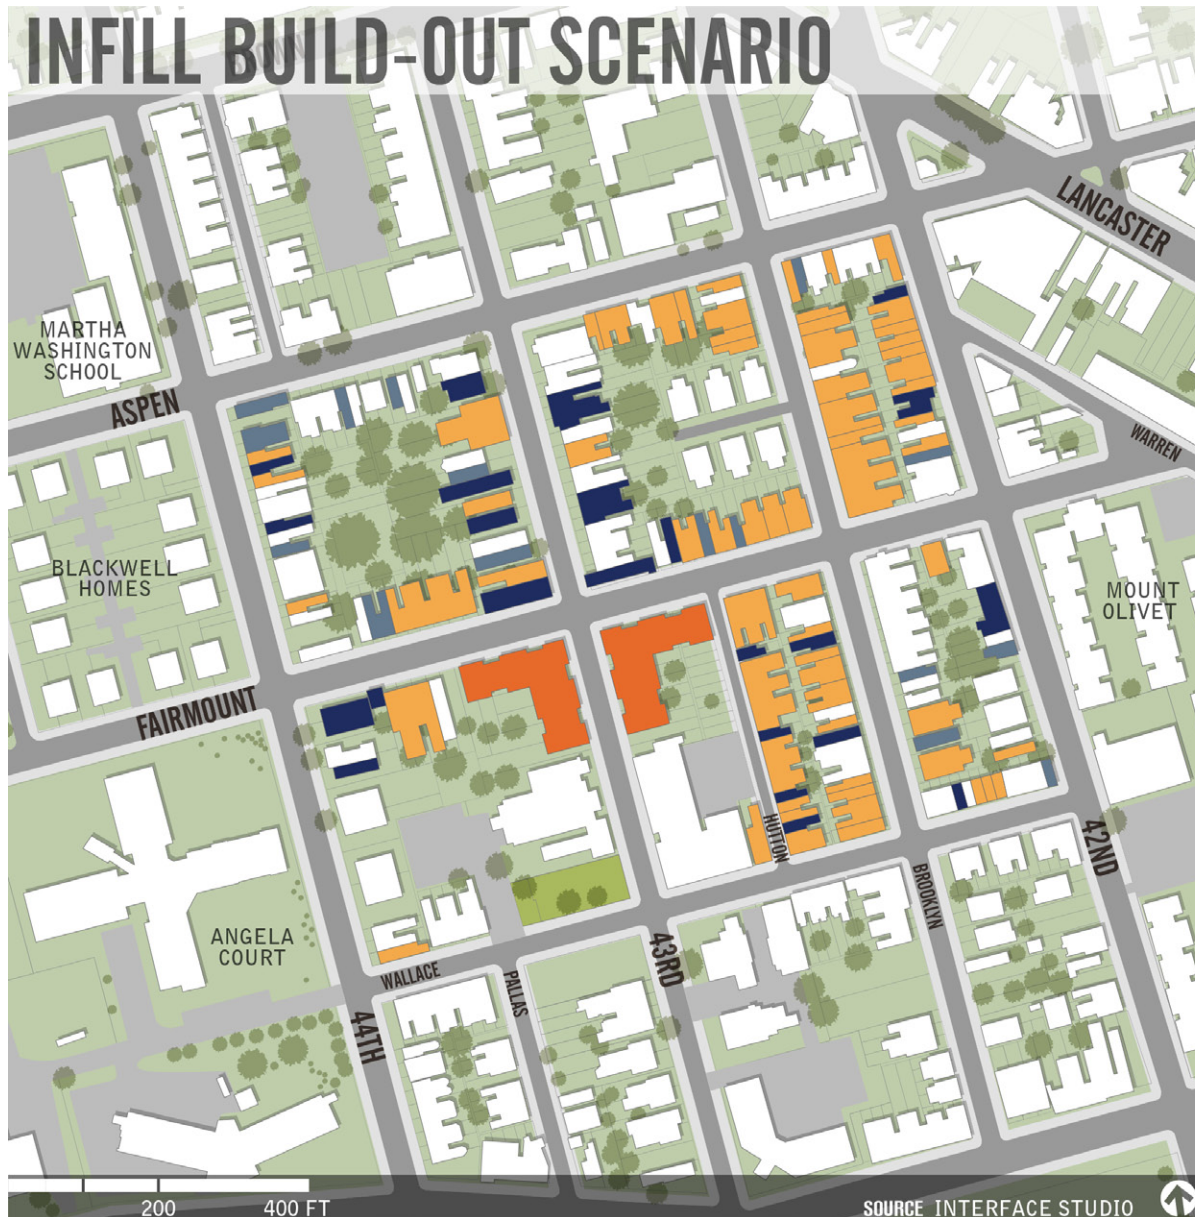 INFILL BUILD-OUT SCENARIO
LANCASTER
MARTHA
WASHINGTON
SCHOOL
ASPEN
WARREN
BLACKWELL
HOMES
MOUNT
OLIVET
FAIRMOUNT
HUTTON
42ND
BROOKLYN
ANGELA
COURT
43RD
WALLACE
PALLAS
44TH
200
400 FT
SOURCE INTERFACE STUDIO